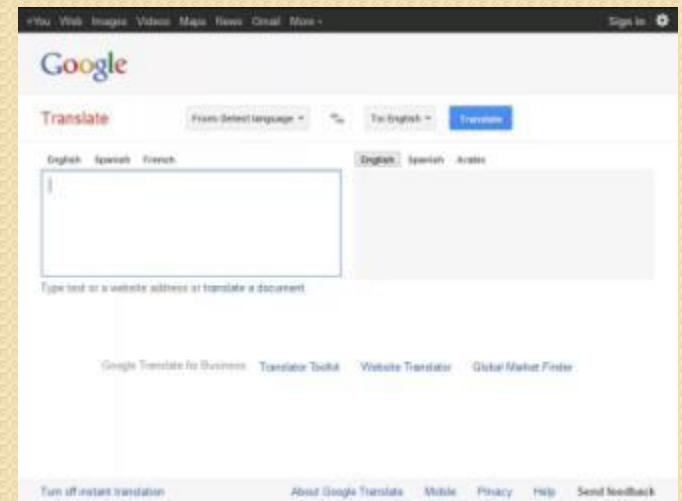 +You Web Images Videos Maps News Gmail More Sign in
Google
Translate From: Detect language To: English Translate
English Spanish French English Spanish Arabic
Type text or a website address or translate a document.
Google Translate for Business: Translator Toolkit Website Translator Global Market Finder
Turn off instant translation About Google Translate Mobile Privacy Help Send feedback